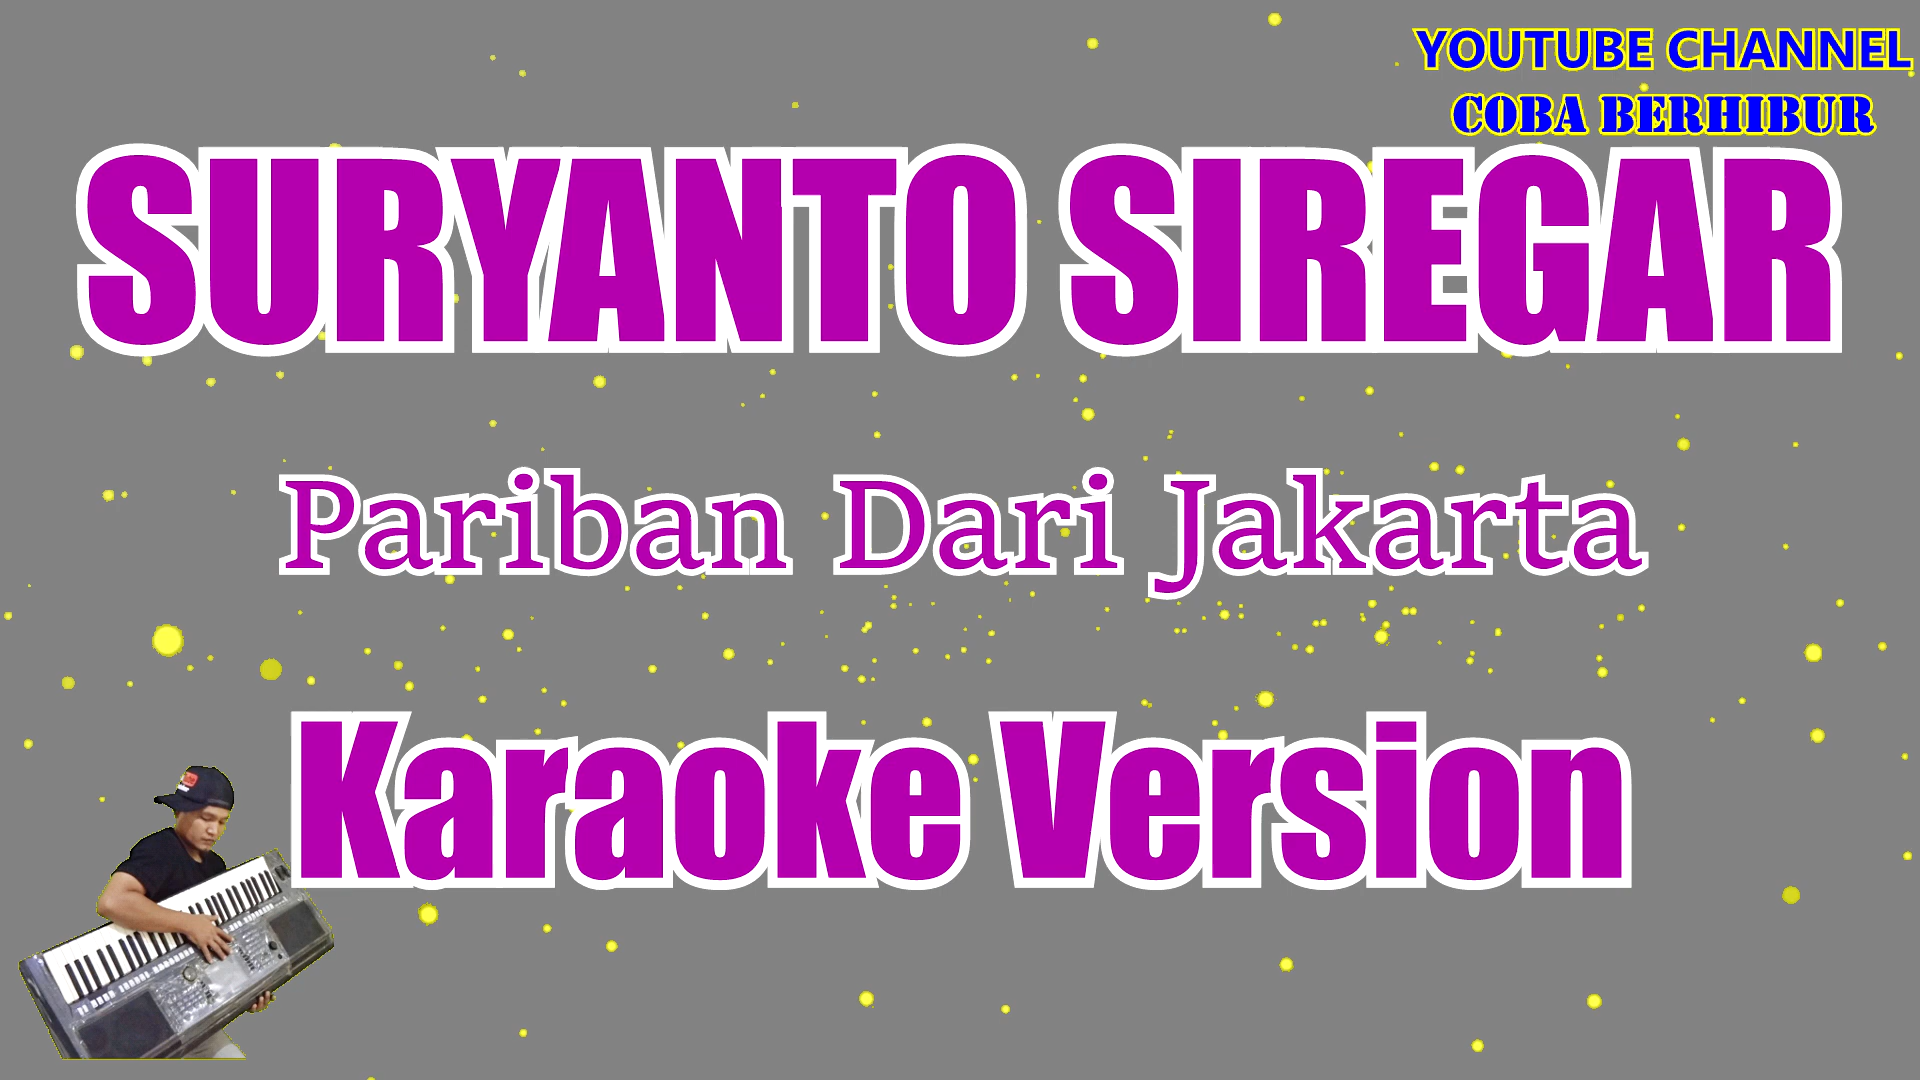 YOUTUBE CHANNEL
COBA BERHIBUR
SURYANTO SIREGAR
Pariban Dari Jakarta
Karaoke Version